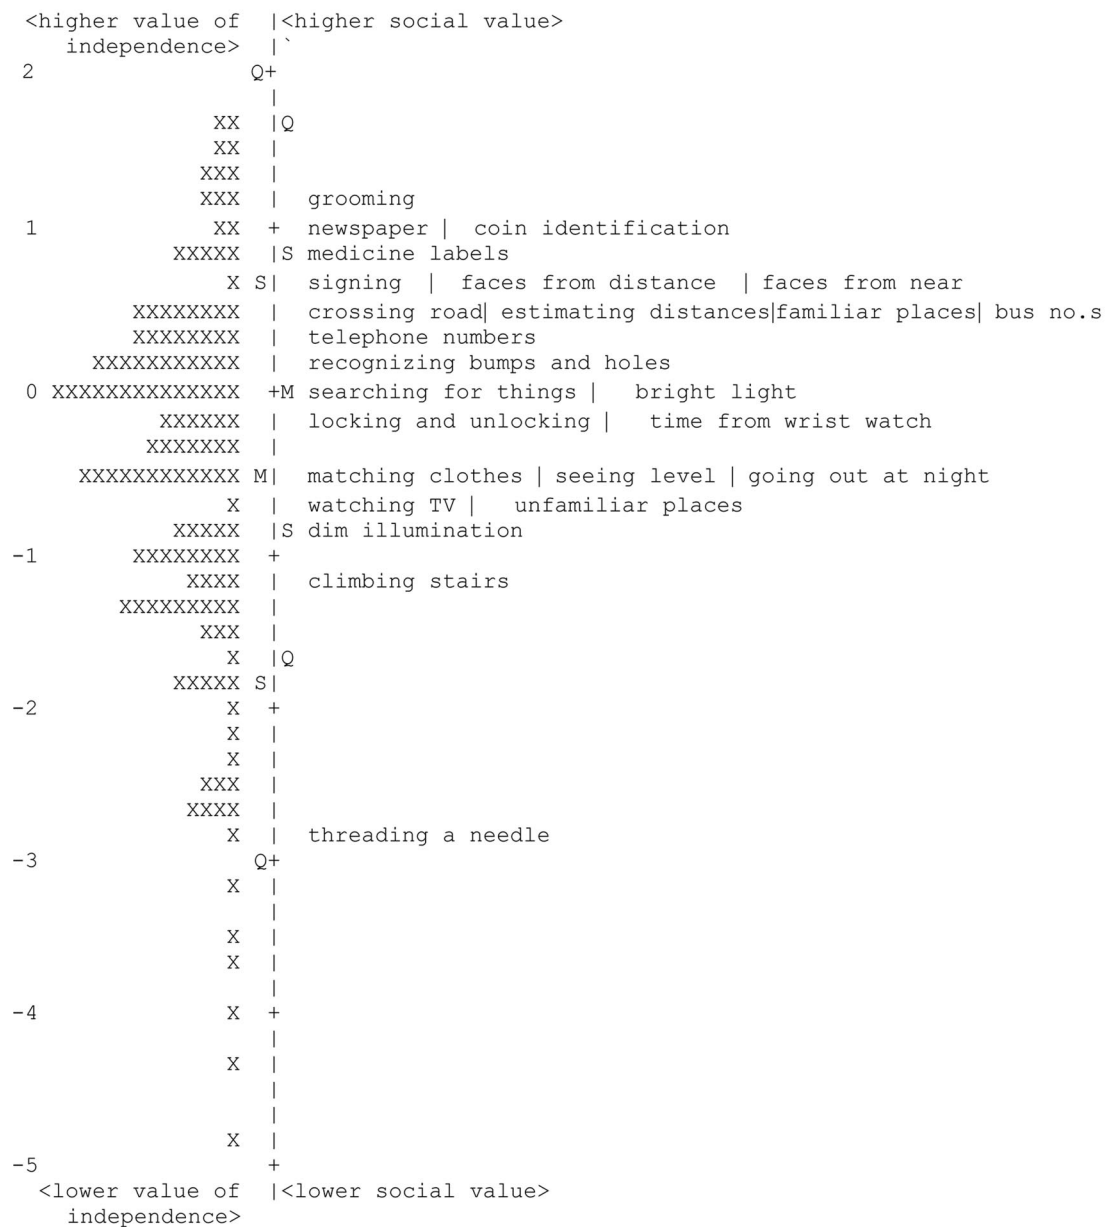 <higher value of |<higher social value>
independence> |`
2 Q+
|
XX |Q
XX |
XXX |
XXX | grooming
1 XX + newspaper | coin identification
XXXXX |S medicine labels
X S| signing | faces from distance | faces from near
XXXXXXXX | crossing road| estimating distances|familiar places| bus no.s
XXXXXXXX | telephone numbers
XXXXXXXXXXX | recognizing bumps and holes
0 XXXXXXXXXXXXXX +M searching for things | bright light
XXXXXX | locking and unlocking | time from wrist watch
XXXXXXX |
XXXXXXXXXXXX M| matching clothes | seeing level | going out at night
X | watching TV | unfamiliar places
XXXXX |S dim illumination
-1 XXXXXXXX +
XXXX | climbing stairs
XXXXXXXXX |
XXX |
X |Q
XXXXX S|
-2 X +
X |
X |
XXX |
XXXX |
X | threading a needle
-3 Q+
X |
|
X |
X |
|
-4 X +
|
X |
|
|
X |
-5 +
<lower value of |<lower social value>
independence>